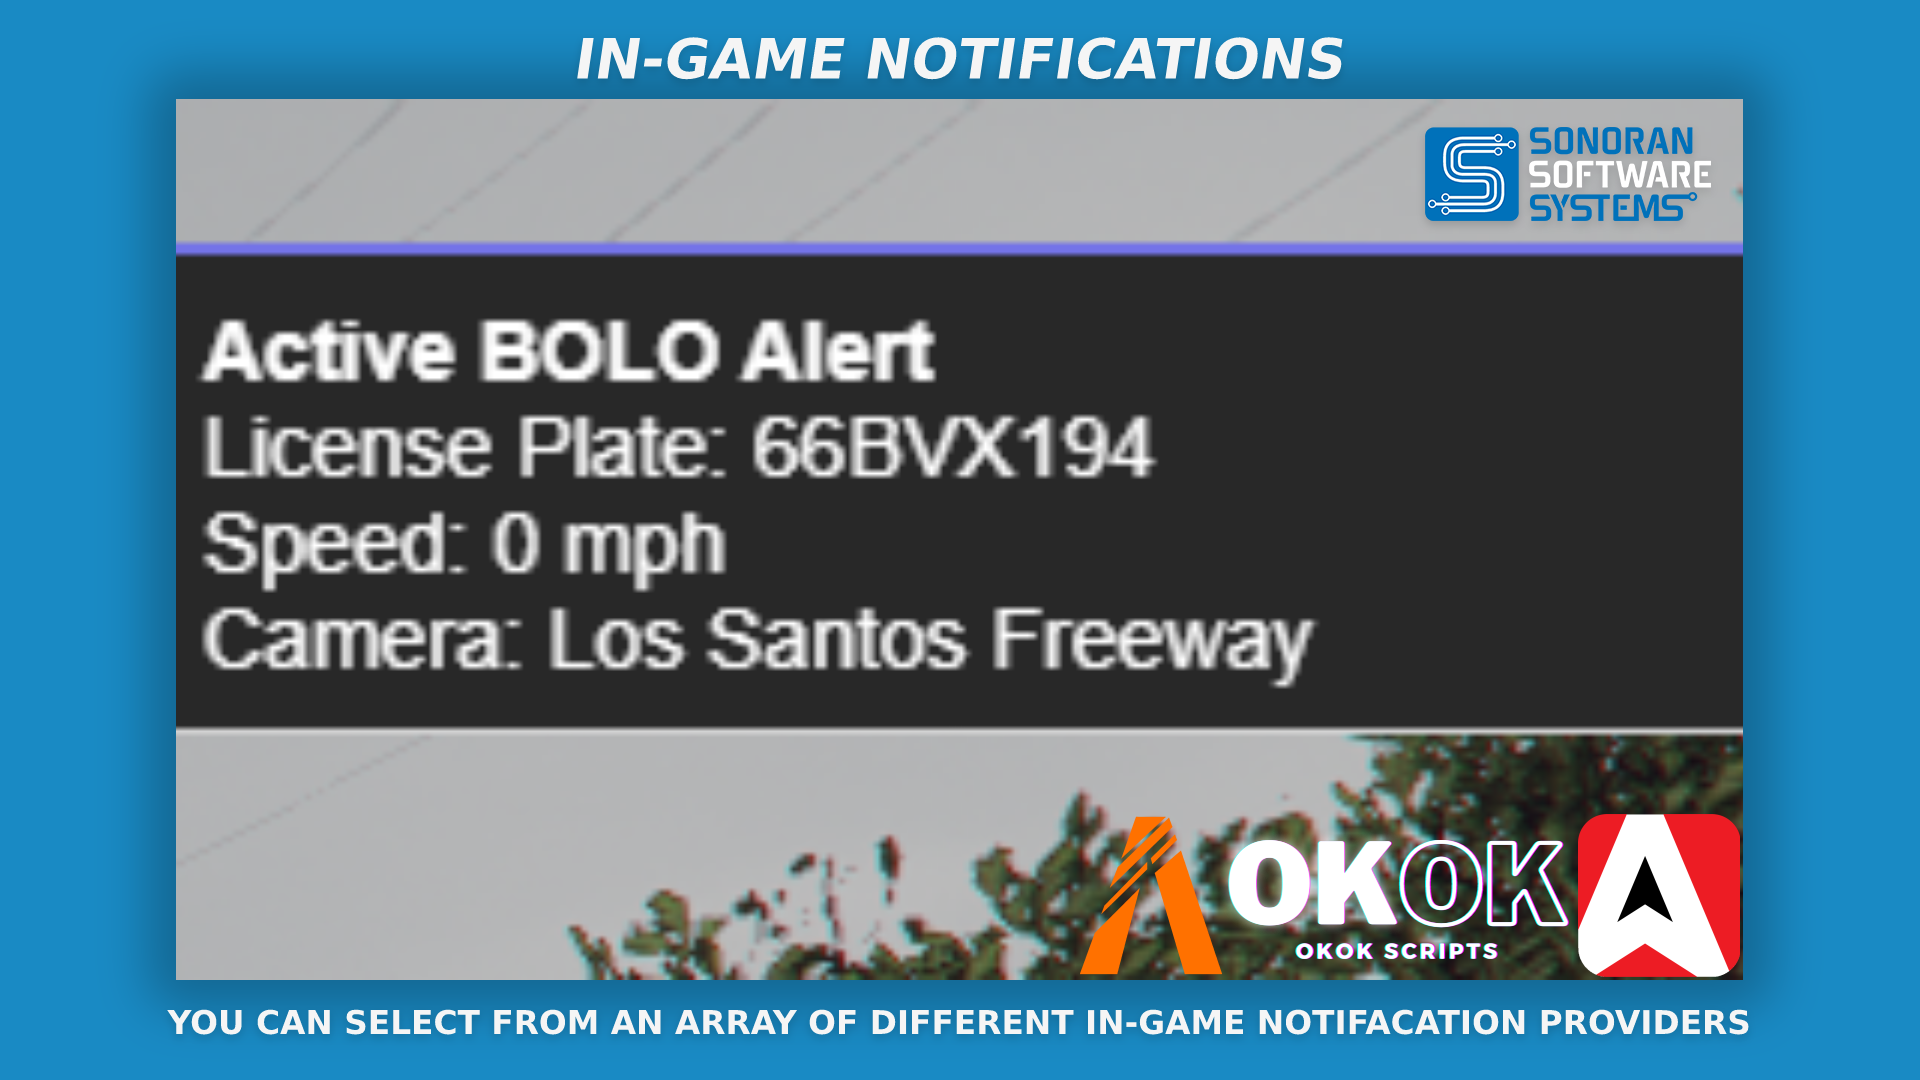 IN-GAME NOTIFICATIONS
SONORAN
SOFTWARE
SYSTEMS
Active BOLO Alert
License Plate: 66BVX194
Speed: 0 mph
Camera: Los Santos Freeway
OKOK
OKOK SCRIPTS
YOU CAN SELECT FROM AN ARRAY OF DIFFERENT IN-GAME NOTIFACATION PROVIDERS